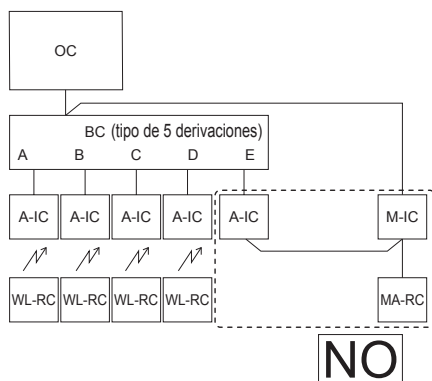 OC
BC (tipo de 5 derivaciones)
A B C D E
A-IC A-IC A-IC A-IC A-IC M-IC
WL-RC WL-RC WL-RC WL-RC MA-RC
NO